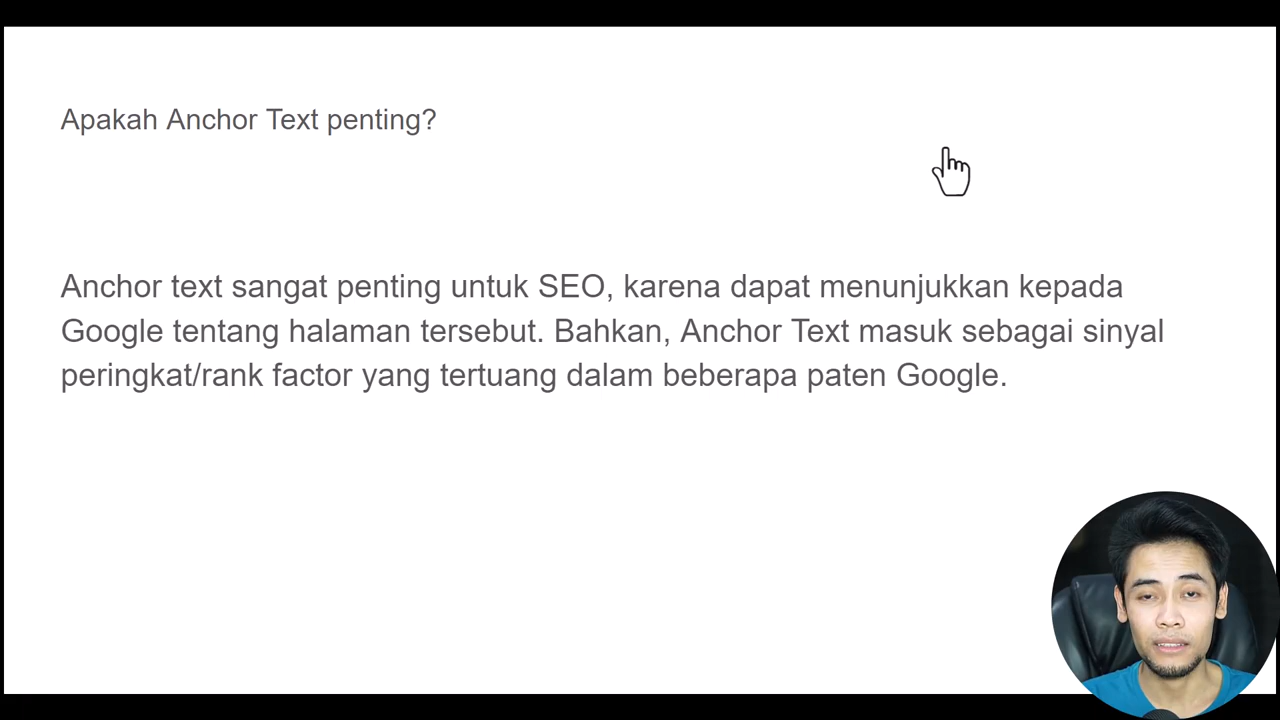 Apakah Anchor Text penting?
Anchor text sangat penting untuk SEO, karena dapat menunjukkan kepada
Google tentang halaman tersebut. Bahkan, Anchor Text masuk sebagai sinyal
peringkat/rank factor yang tertuang dalam beberapa paten Google.